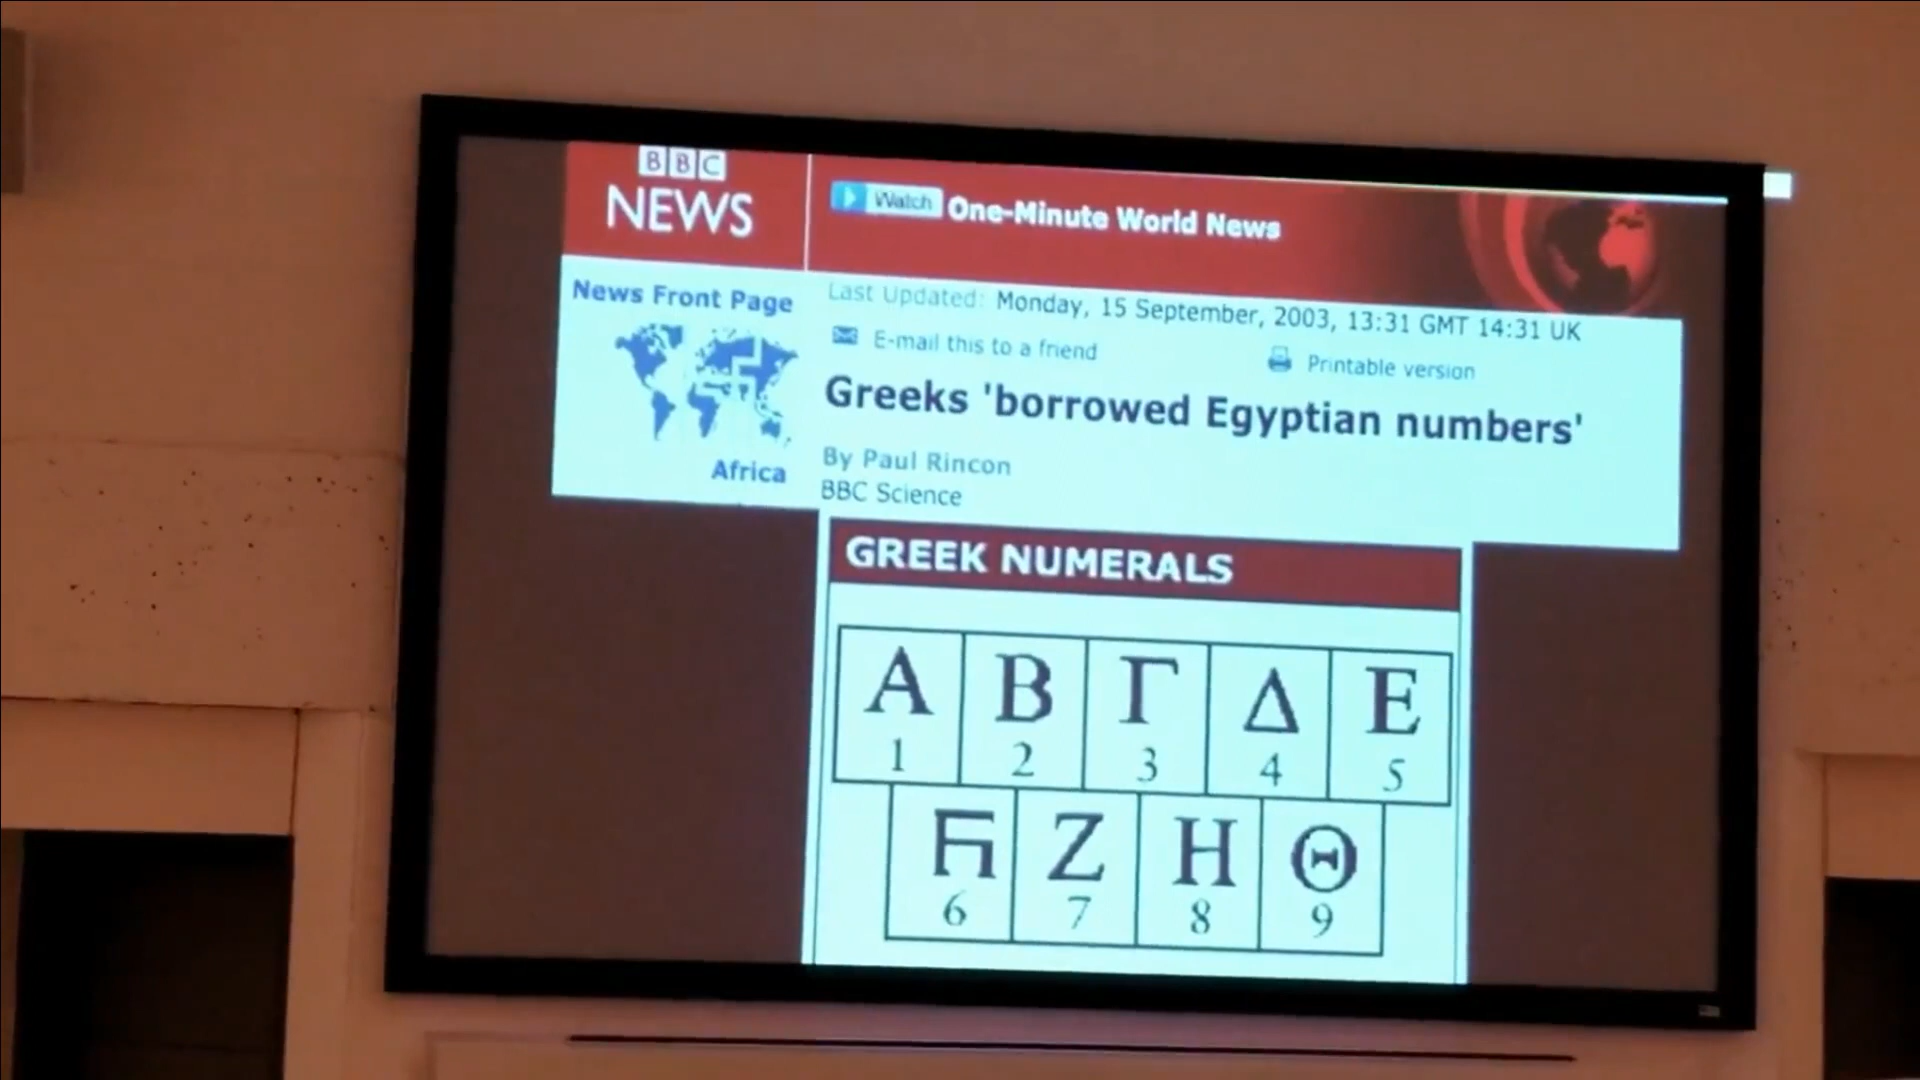 BBC
NEWS
Watch One-Minute World News
News Front Page
Africa
Last Updated: Monday, 15 September, 2003, 13:31 GMT 14:31 UK
E-mail this to a friend
Printable version
Greeks 'borrowed Egyptian numbers'
By Paul Rincon
BBC Science
GREEK NUMERALS
Α Β Γ Δ Ε
1 2 3 4 5
Ϝ Ζ Η Θ
6 7 8 9